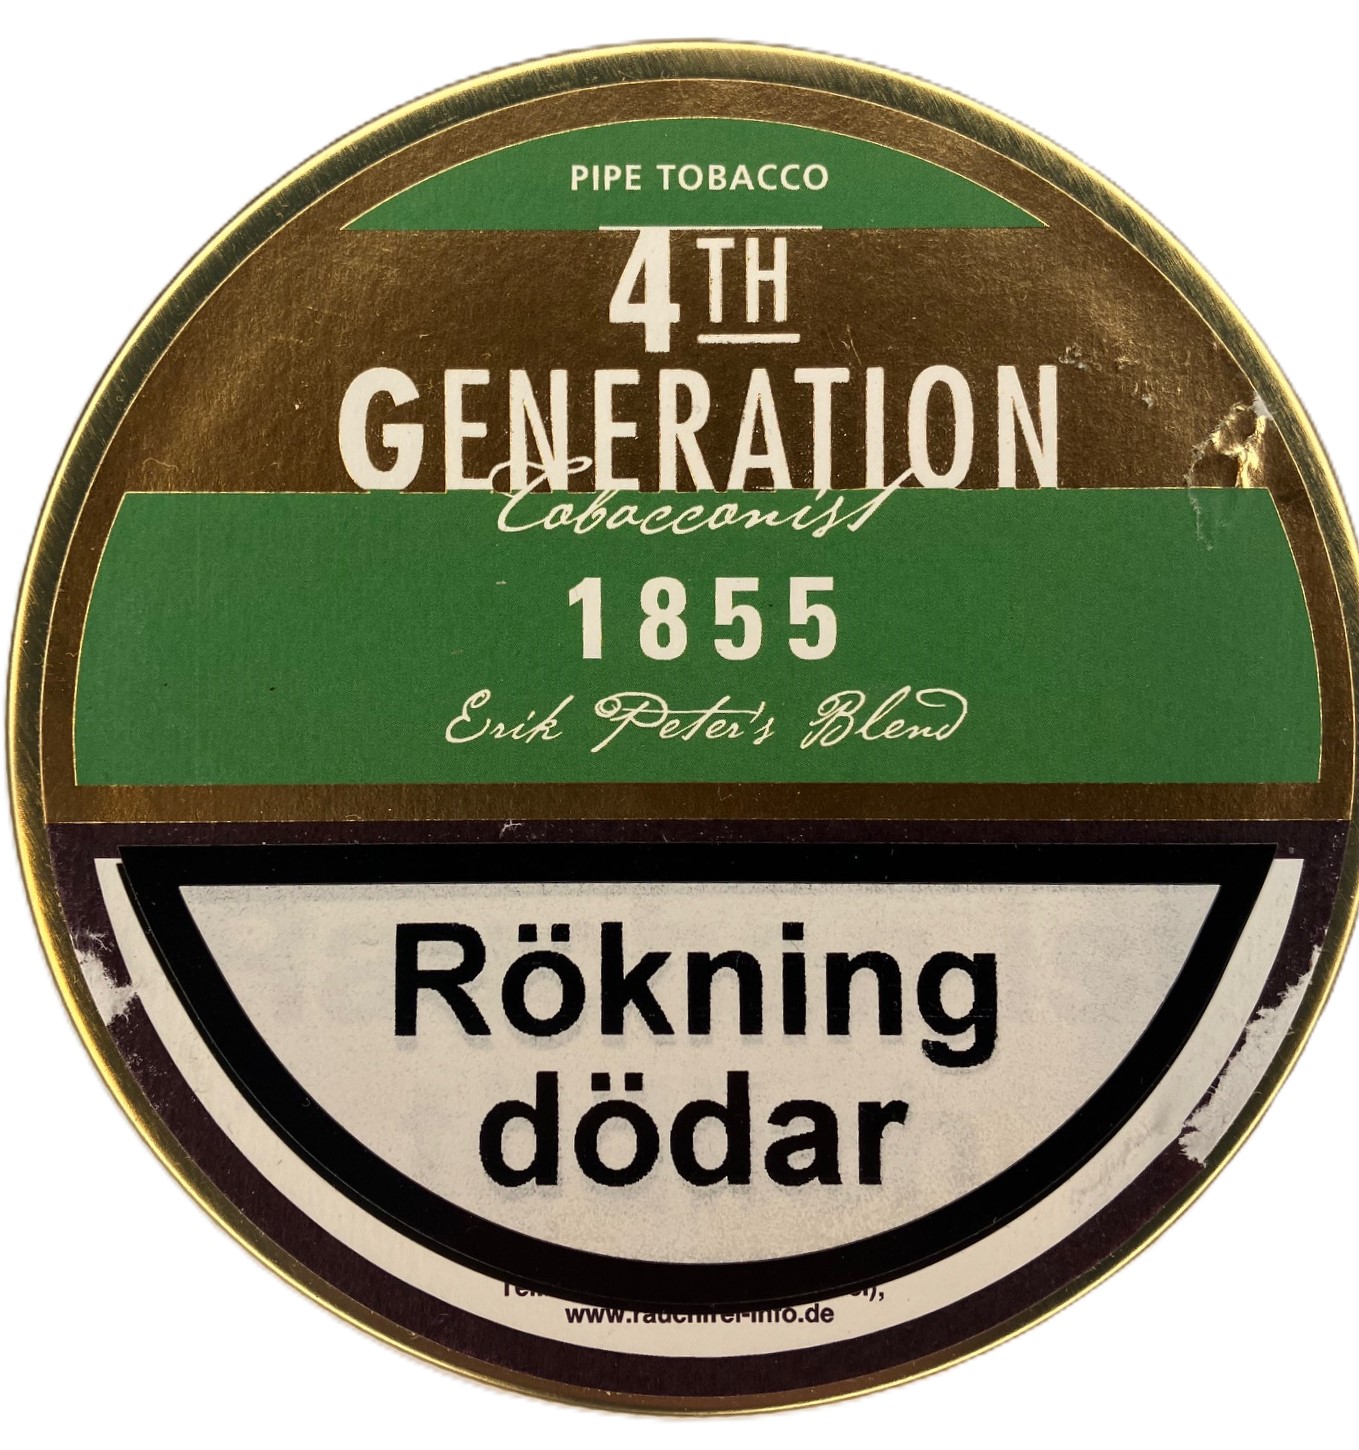 PIPE TOBACCO
4TH
GENERATION
Tobacconist
1855
Erik Peter's Blend
Rökning
dödar
www.rauchfrei-info.de